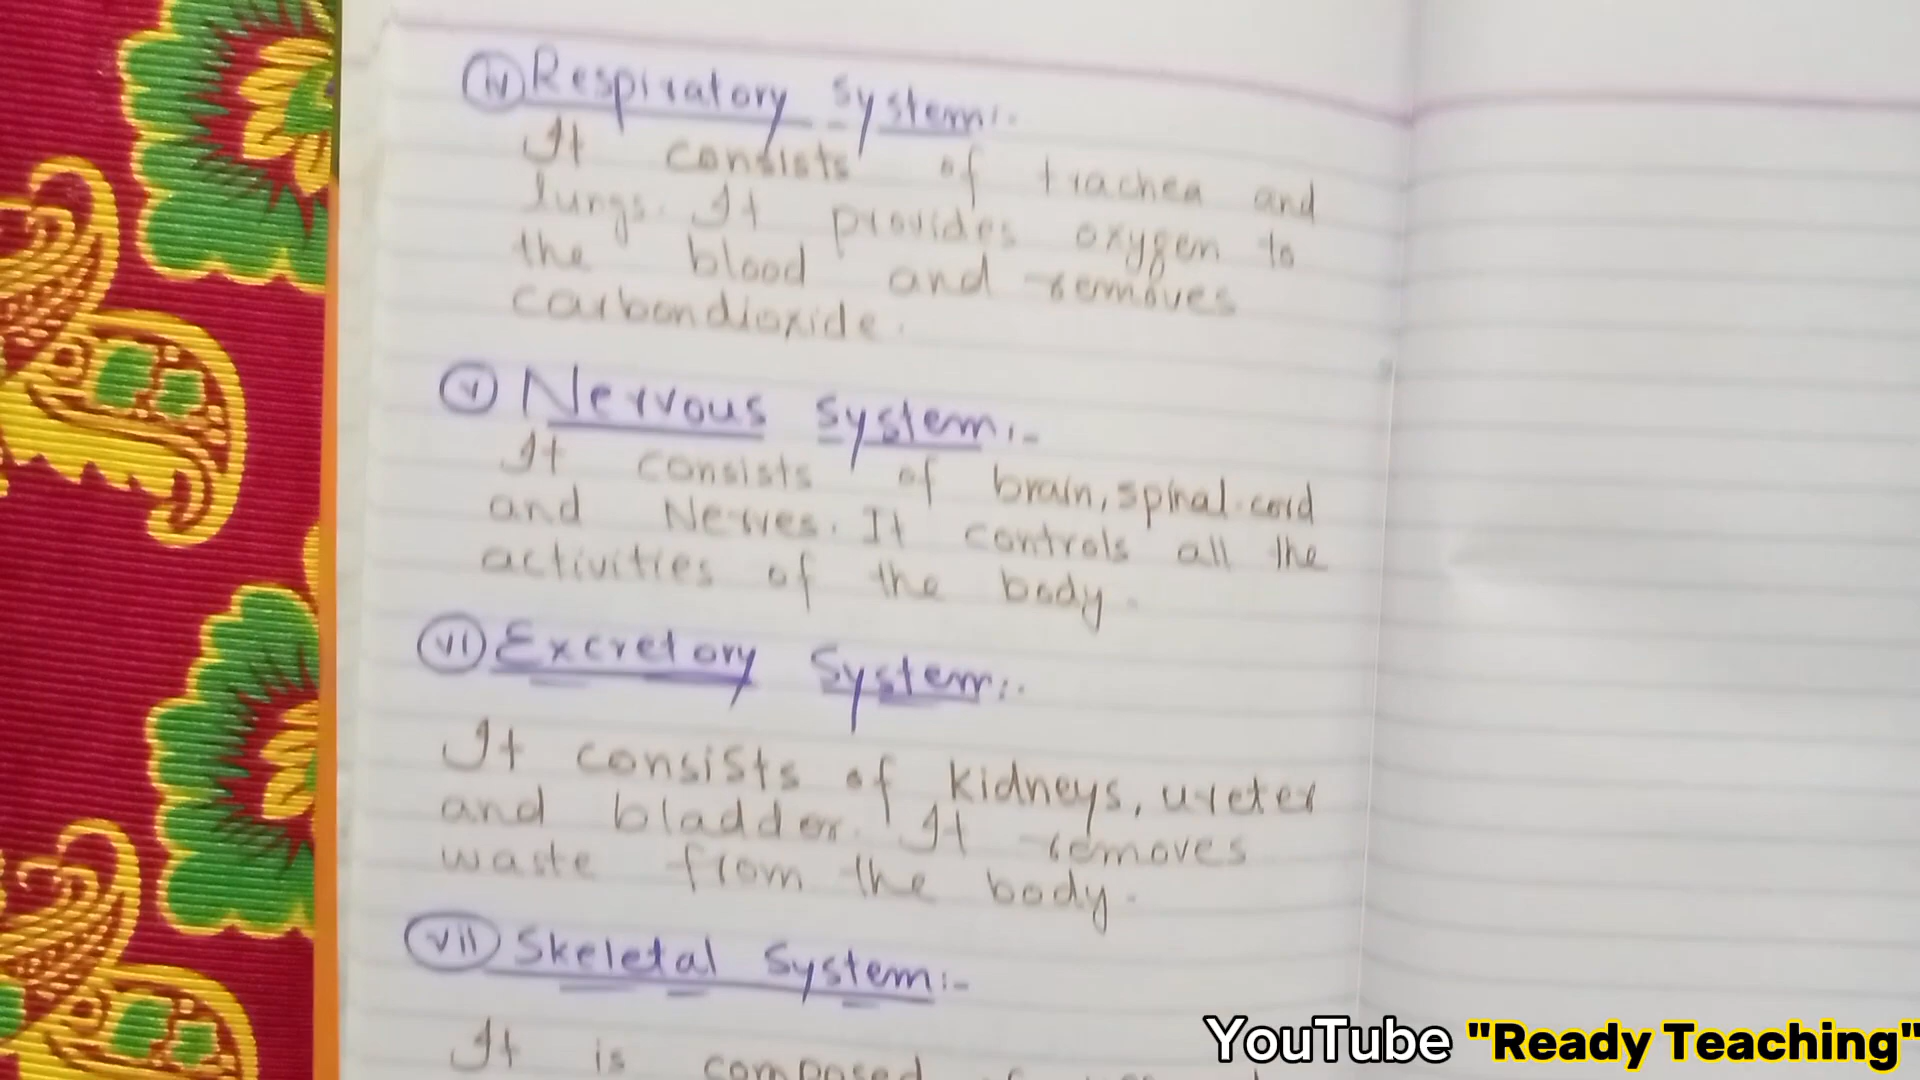 iv Respiratory System:-
It consists of trachea and
lungs. It provides oxygen to
the blood and removes
carbondioxide.
v Nervous System:-
It consists of brain, spinal-cord
and Nerves. It controls all the
activities of the body.
vi Excretory System:-
It consists of kidneys, ureter
and bladder. It removes
waste from the body.
vii Skeletal System:-
It is composed
YouTube "Ready Teaching"